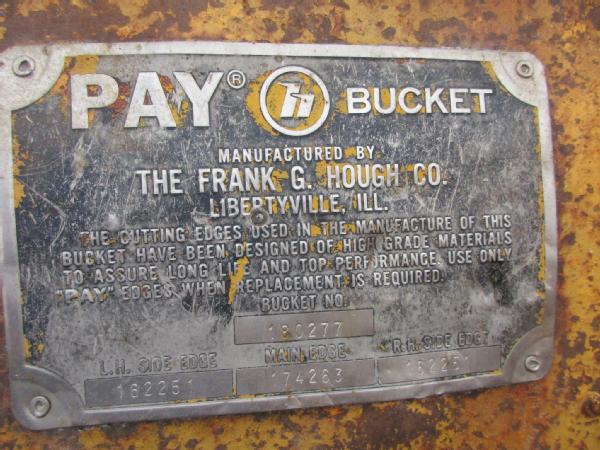 PAY® H BUCKET
MANUFACTURED BY
THE FRANK G. HOUGH CO.
LIBERTYVILLE, ILL.
THE CUTTING EDGES USED IN THE MANUFACTURE OF THIS
BUCKET HAVE BEEN DESIGNED OF HIGH GRADE MATERIALS
TO ASSURE LONG LIFE AND TOP PERFORMANCE. USE ONLY
"PAY" EDGES WHEN REPLACEMENT IS REQUIRED.
BUCKET NO.
180277
L.H. SIDE EDGE MAIN EDGE R.H. SIDE EDGE
162251 174263 162251